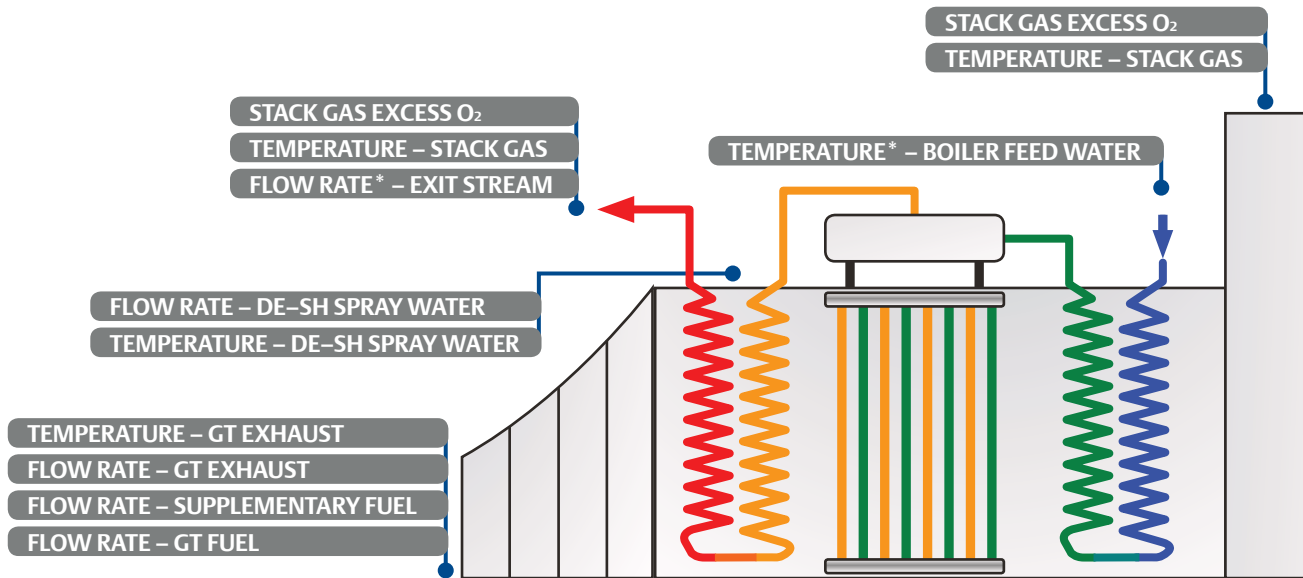 STACK GAS EXCESS O₂
TEMPERATURE – STACK GAS
STACK GAS EXCESS O₂
TEMPERATURE – STACK GAS
FLOW RATE* – EXIT STREAM
TEMPERATURE* – BOILER FEED WATER
FLOW RATE – DE–SH SPRAY WATER
TEMPERATURE – DE–SH SPRAY WATER
TEMPERATURE – GT EXHAUST
FLOW RATE – GT EXHAUST
FLOW RATE – SUPPLEMENTARY FUEL
FLOW RATE – GT FUEL